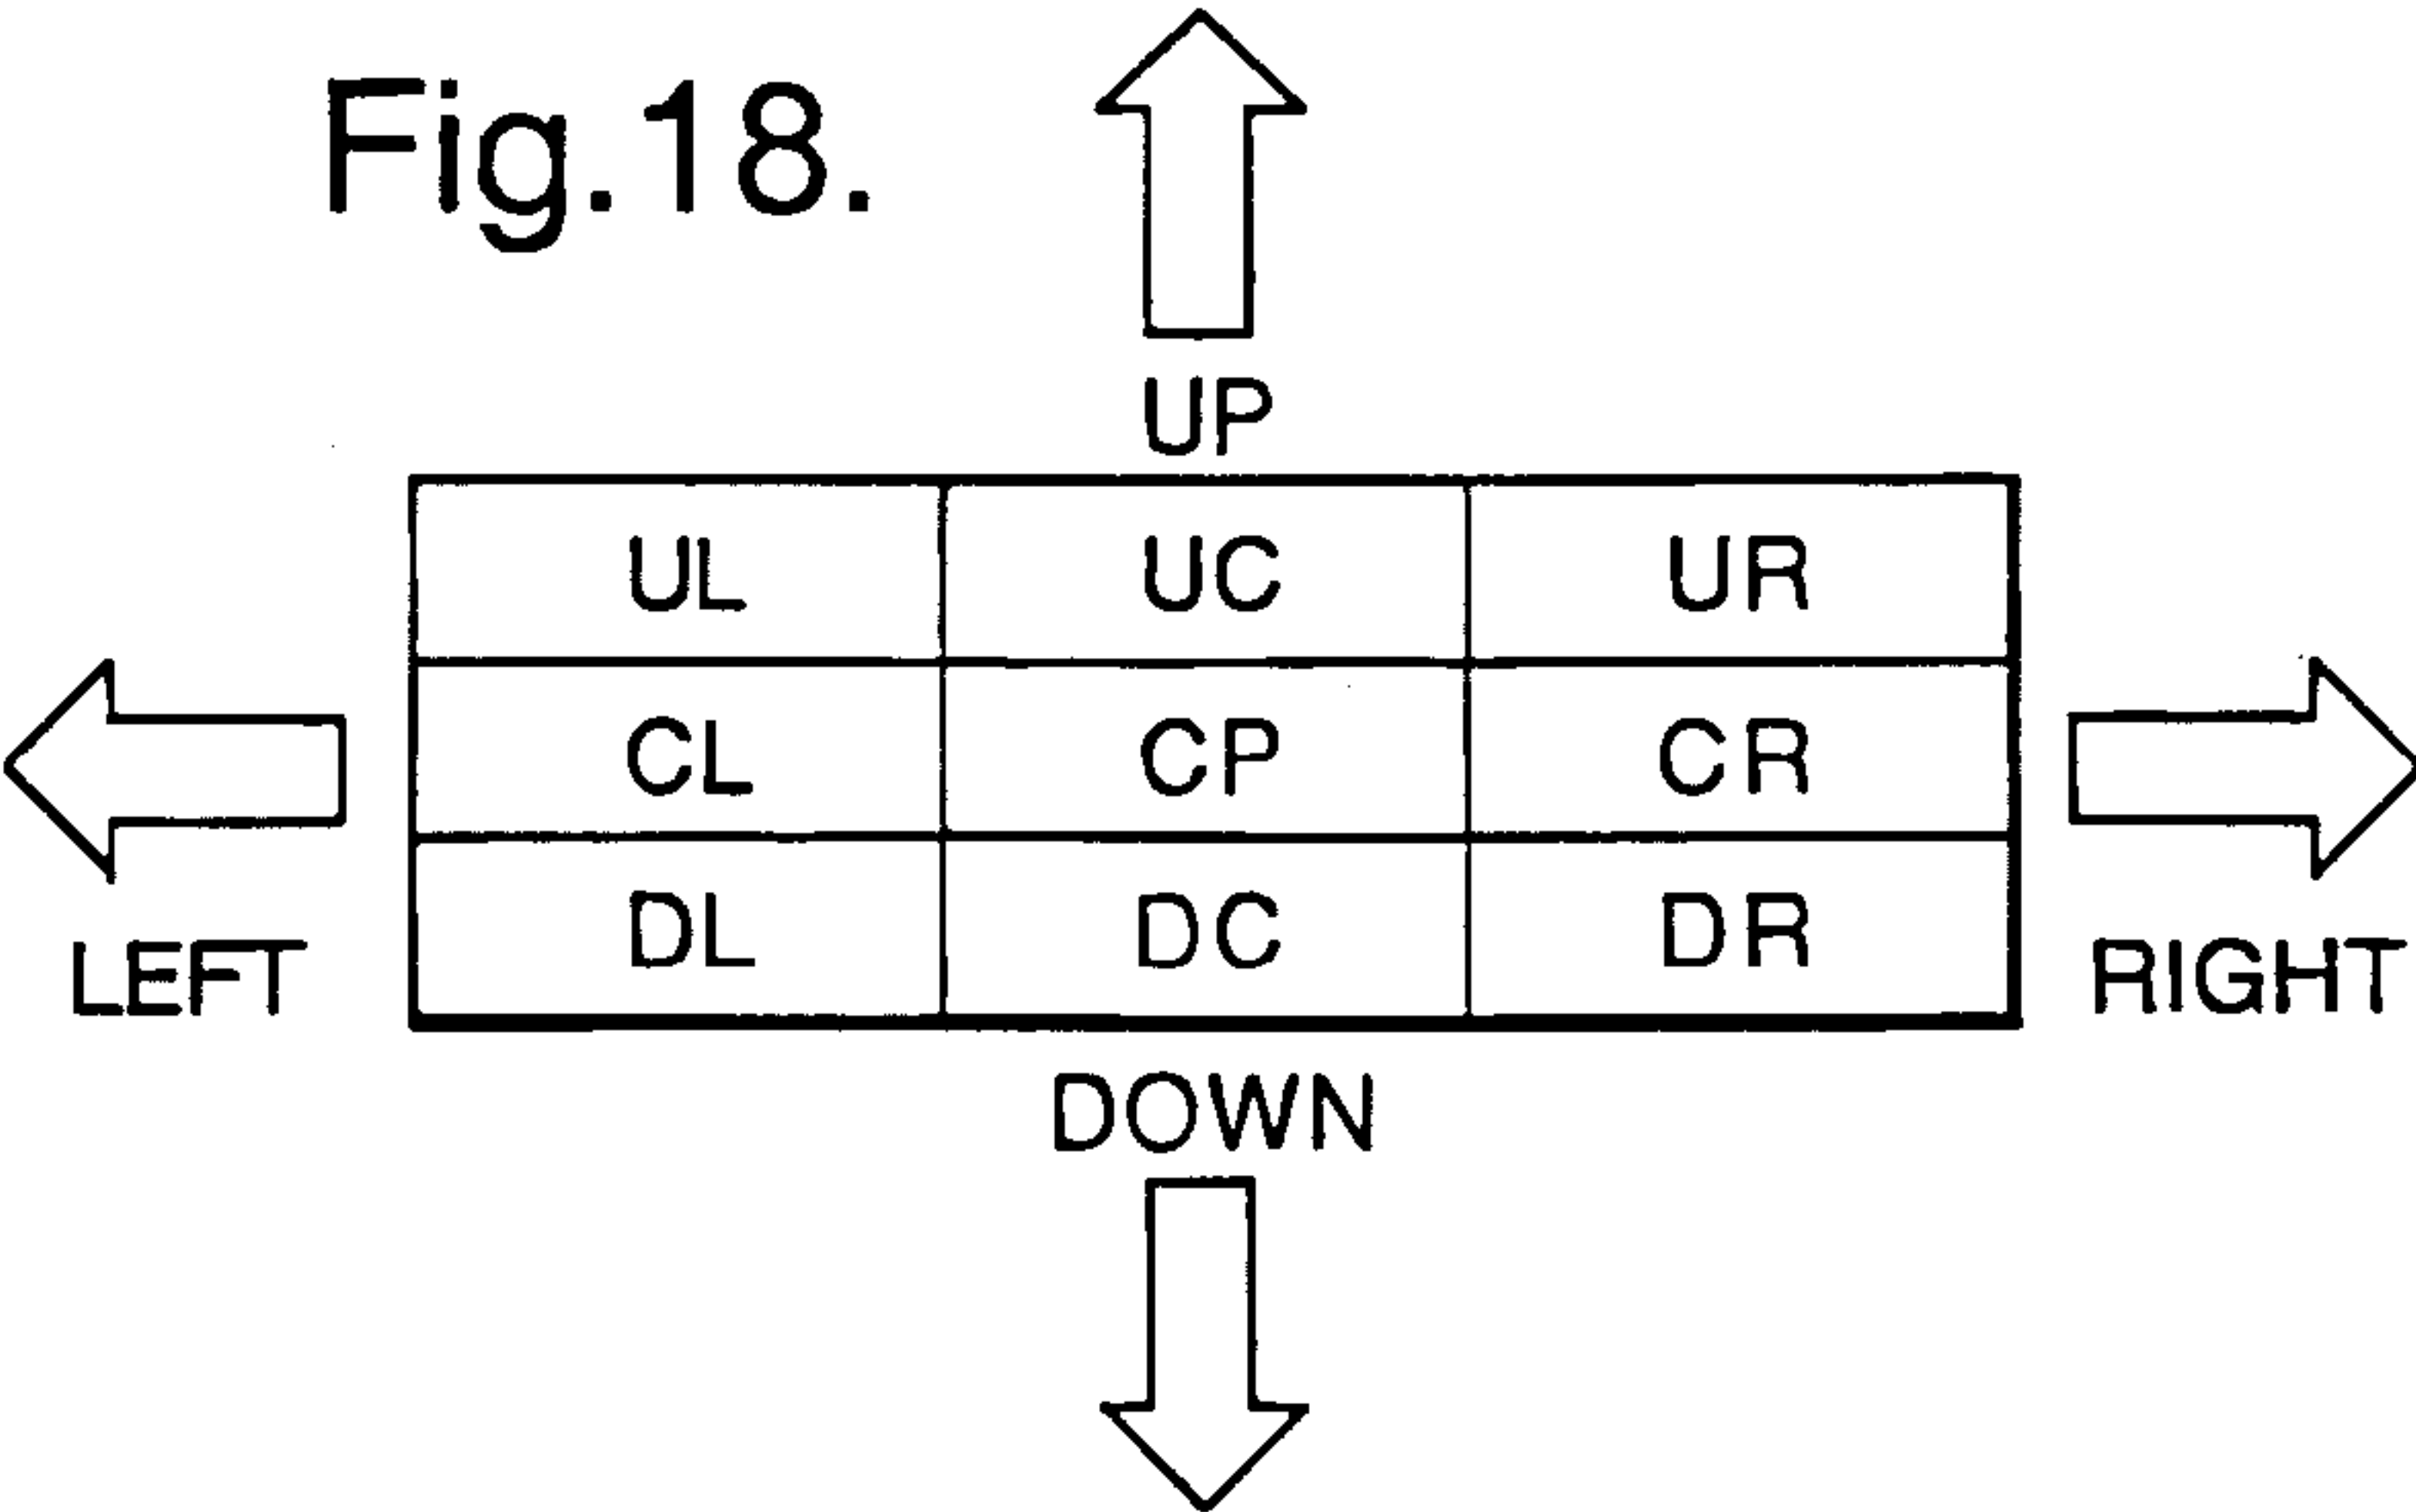 Fig.18.
UP
UL UC UR
CL CP CR
DL DC DR
LEFT RIGHT
DOWN